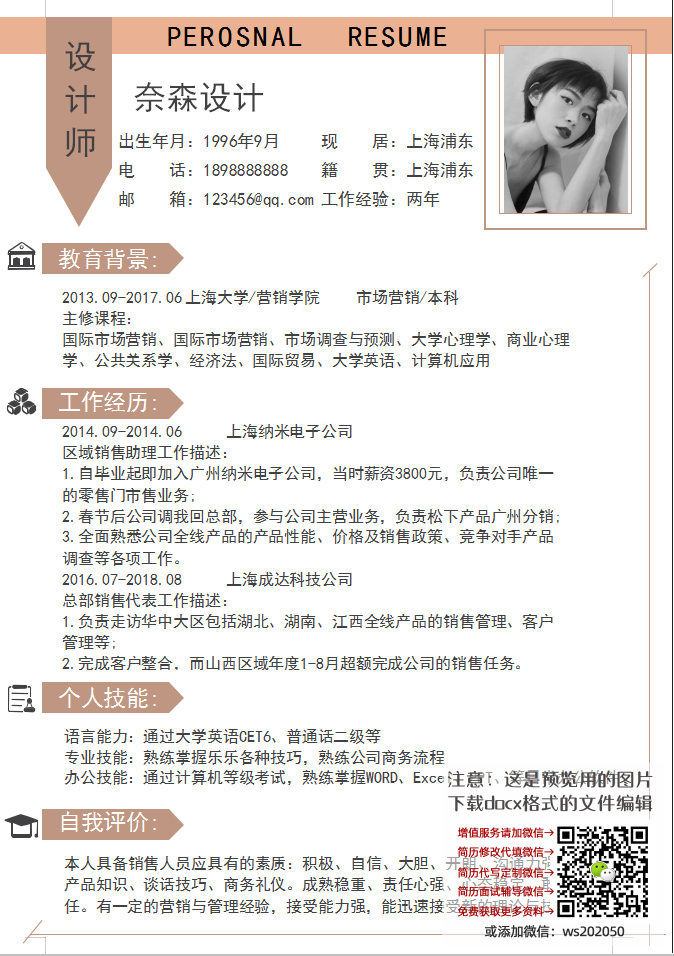 PEROSNAL RESUME
设计师
奈森设计
出生年月：1996年9月 现 居：上海浦东
电 话：1898888888 籍 贯：上海浦东
邮 箱：123456@qq.com 工作经验：两年
教育背景：
2013.09-2017.06 上海大学/营销学院 市场营销/本科
主修课程：
国际市场营销、国际市场营销、市场调查与预测、大学心理学、商业心理
学、公共关系学、经济法、国际贸易、大学英语、计算机应用
工作经历：
2014.09-2014.06 上海纳米电子公司
区域销售助理工作描述：
1.自毕业起即加入广州纳米电子公司，当时薪资3800元，负责公司唯一
的零售门市售业务；
2.春节后公司调我回总部，参与公司主营业务，负责松下产品广州分销；
3.全面熟悉公司全线产品的产品性能、价格及销售政策、竞争对手产品
调查等各项工作。
2016.07-2018.08 上海成达科技公司
总部销售代表工作描述：
1.负责走访华中大区包括湖北、湖南、江西全线产品的销售管理、客户
管理等；
2.完成客户整合，而山西区域年度1-8月超额完成公司的销售任务。
个人技能：
语言能力：通过大学英语CET6、普通话二级等
专业技能：熟练掌握乐乐各种技巧，熟练公司商务流程
办公技能：通过计算机等级考试，熟练掌握WORD、Exce
自我评价：
本人具备销售人员应具有的素质：积极、自信、大胆、开朗、沟通力强
产品知识、谈话技巧、商务礼仪。成熟稳重、责任心强、心态稳定
任。有一定的营销与管理经验，接受能力强，能迅速接受新的理论与
注意：这是预览用的图片
下载docx格式的文件编辑
增值服务请加微信→
简历修改代填微信→
简历代写定制微信→
简历面试辅导微信→
免费获取更多资料→
或添加微信：ws202050